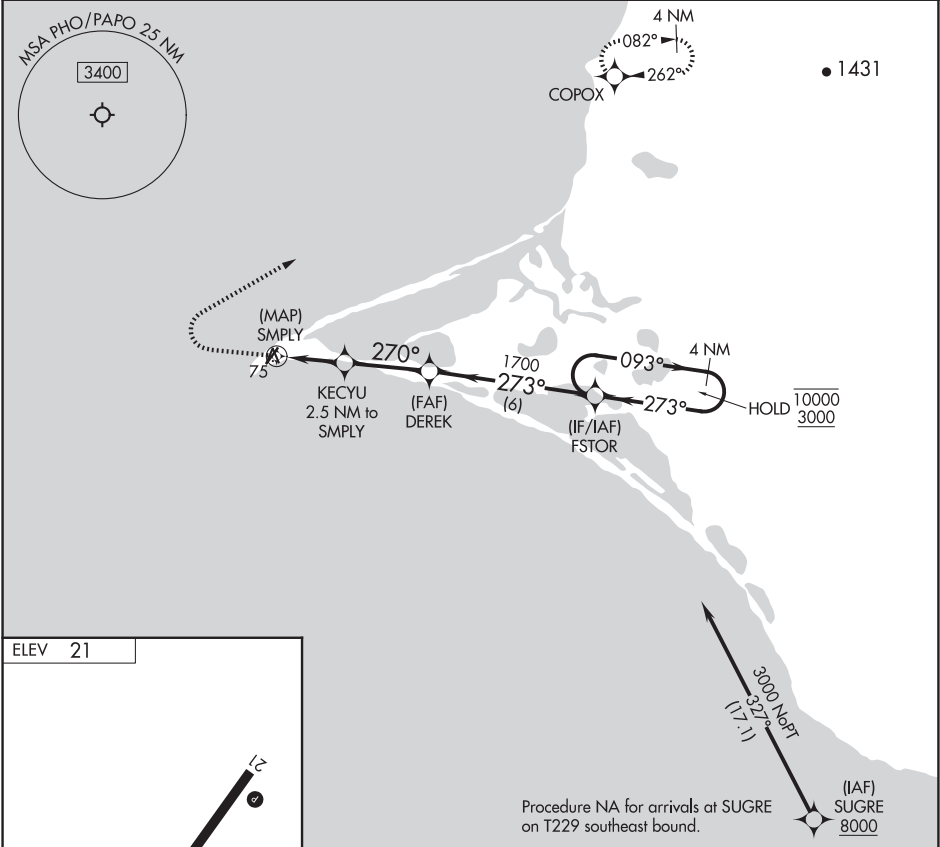 MSA PHO/PAPO 25 NM
3400
4 NM
082°
262°
COPOX
1431
(MAP)
SMPLY
75
270°
KECYU
2.5 NM to
SMPLY
(FAF)
DEREK
1700
273°
(6)
(IF/IAF)
FSTOR
093°
4 NM
273°
HOLD
10000
3000
3000 NoPT
327°
(17.1)
(IAF)
SUGRE
8000
Procedure NA for arrivals at SUGRE
on T229 southeast bound.
ELEV 21
21
P